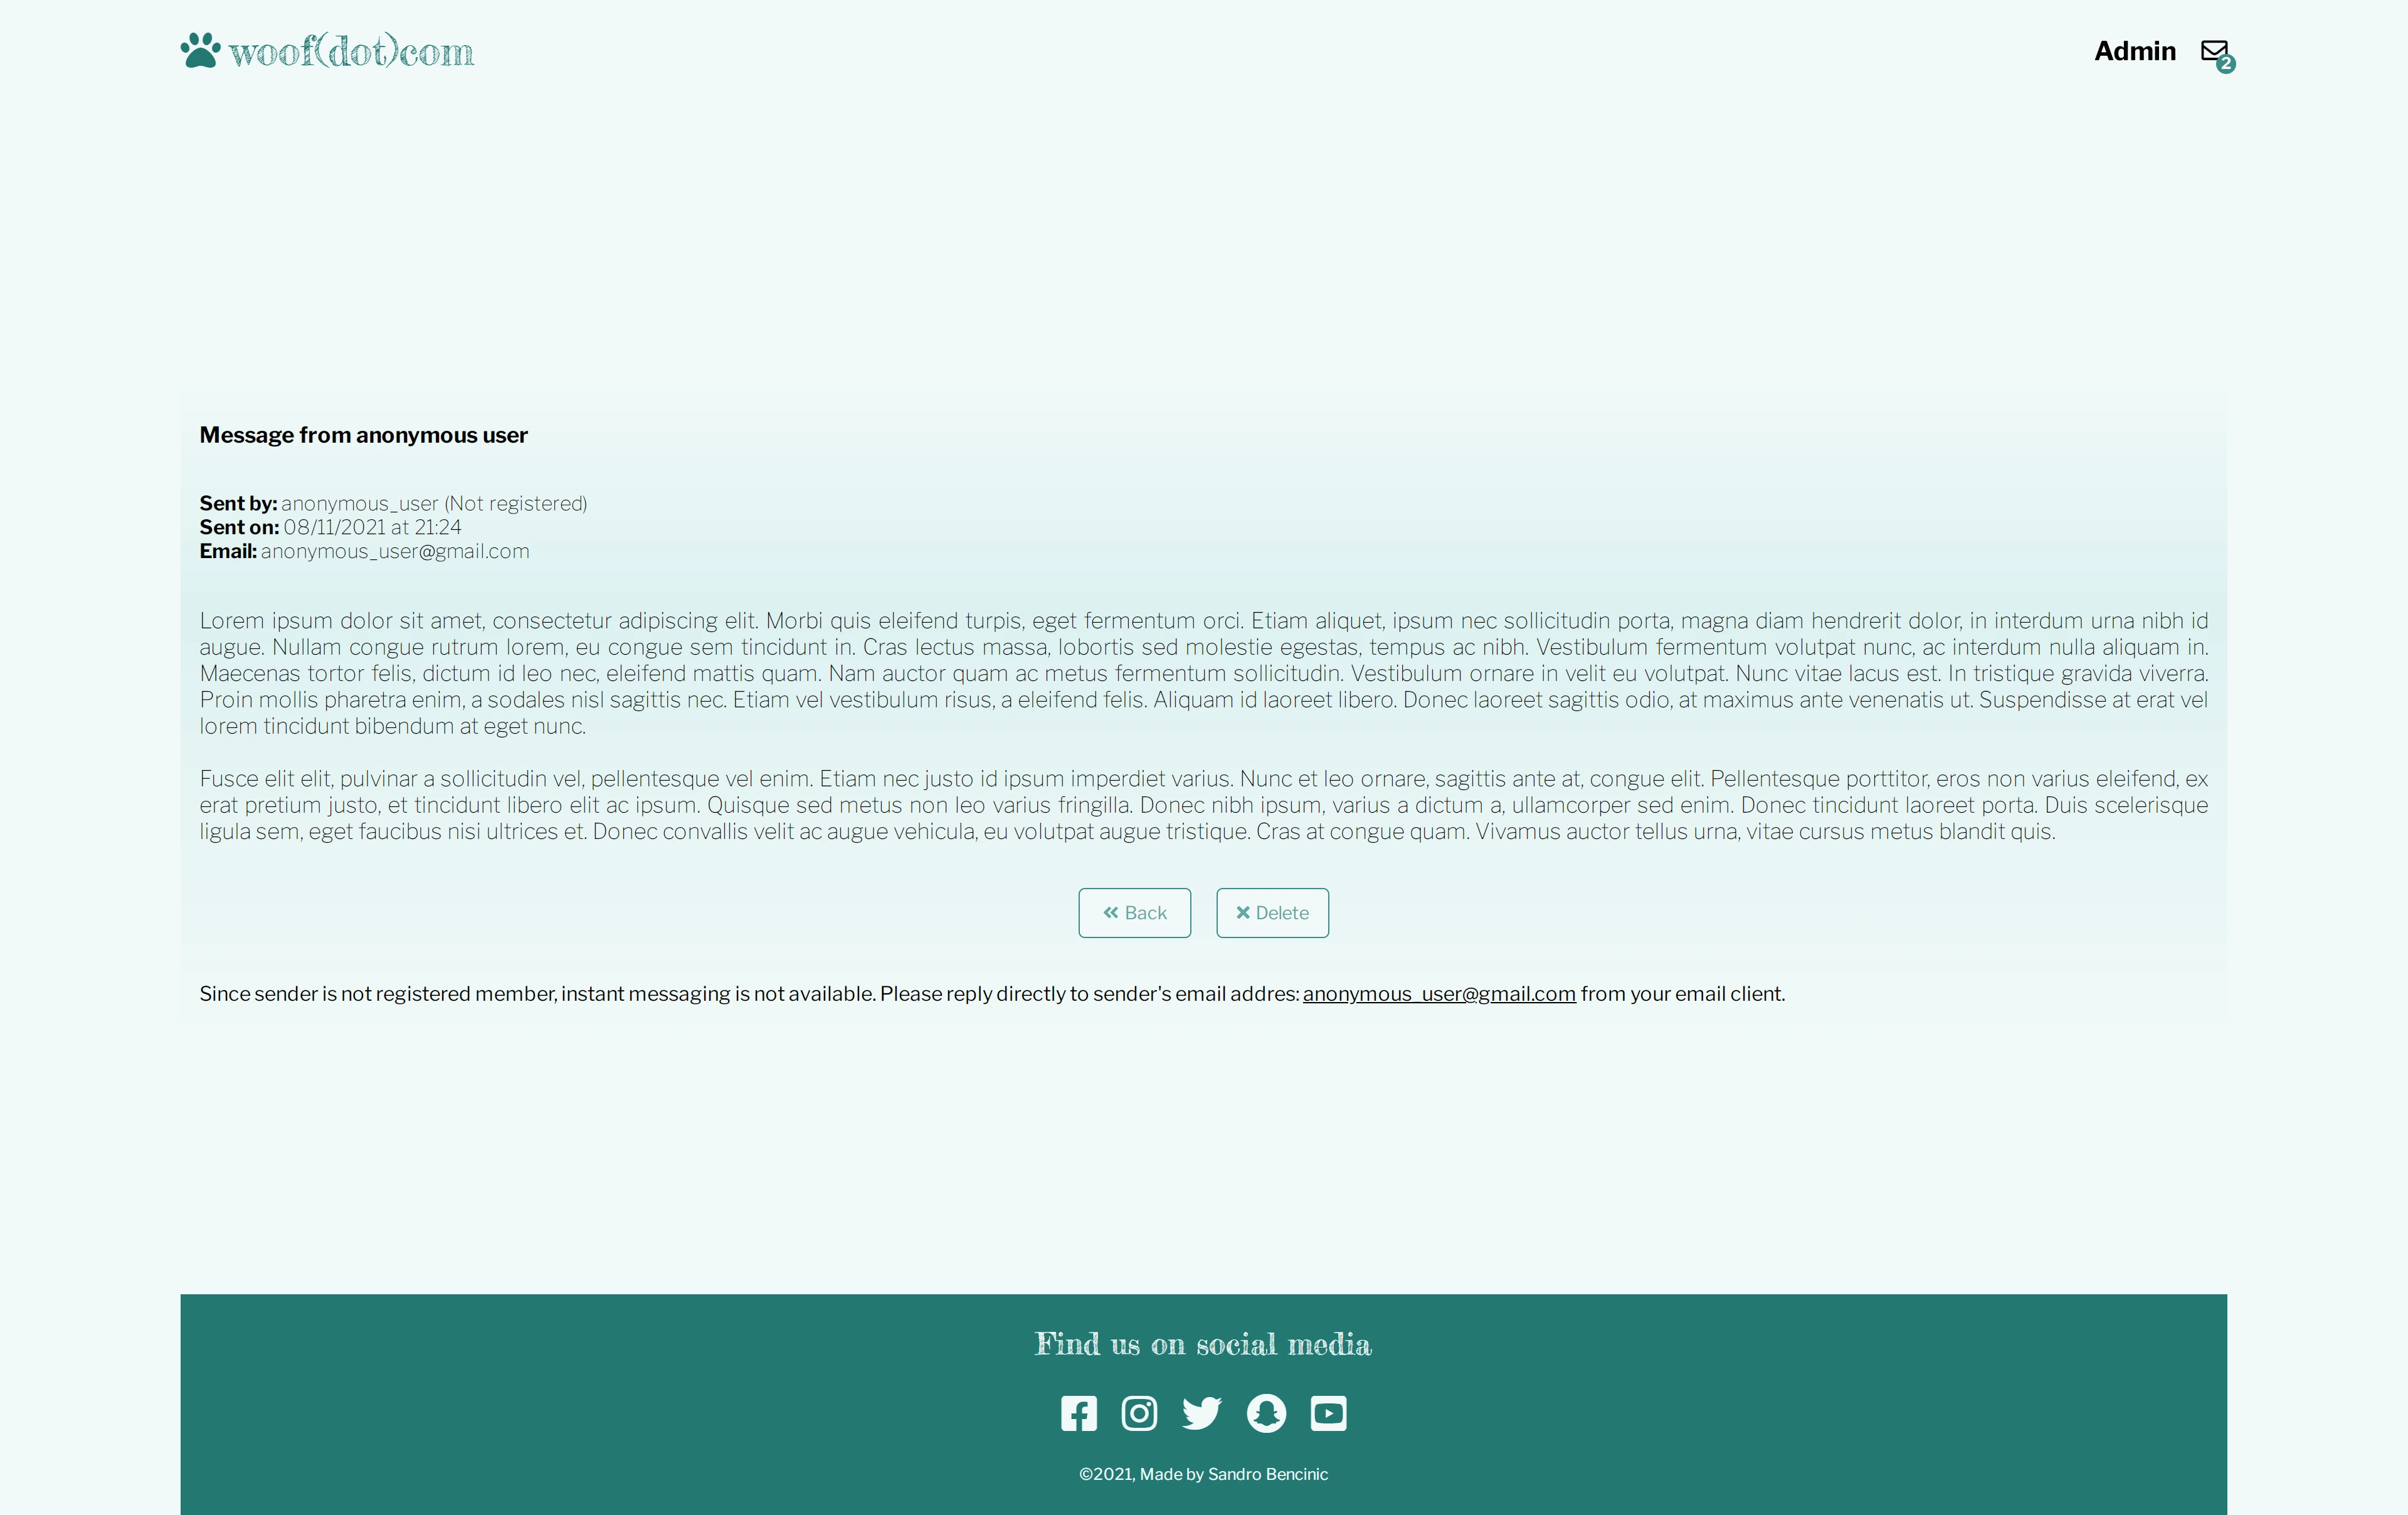 woof(dot)com
Admin
2
Message from anonymous user
Sent by: anonymous_user (Not registered)
Sent on: 08/11/2021 at 21:24
Email: anonymous_user@gmail.com
Lorem ipsum dolor sit amet, consectetur adipiscing elit. Morbi quis eleifend turpis, eget fermentum orci. Etiam aliquet, ipsum nec sollicitudin porta, magna diam hendrerit dolor, in interdum urna nibh id
augue. Nullam congue rutrum lorem, eu congue sem tincidunt in. Cras lectus massa, lobortis sed molestie egestas, tempus ac nibh. Vestibulum fermentum volutpat nunc, ac interdum nulla aliquam in.
Maecenas tortor felis, dictum id leo nec, eleifend mattis quam. Nam auctor quam ac metus fermentum sollicitudin. Vestibulum ornare in velit eu volutpat. Nunc vitae lacus est. In tristique gravida viverra.
Proin mollis pharetra enim, a sodales nisl sagittis nec. Etiam vel vestibulum risus, a eleifend felis. Aliquam id laoreet libero. Donec laoreet sagittis odio, at maximus ante venenatis ut. Suspendisse at erat vel
lorem tincidunt bibendum at eget nunc.
Fusce elit elit, pulvinar a sollicitudin vel, pellentesque vel enim. Etiam nec justo id ipsum imperdiet varius. Nunc et leo ornare, sagittis ante at, congue elit. Pellentesque porttitor, eros non varius eleifend, ex
erat pretium justo, et tincidunt libero elit ac ipsum. Quisque sed metus non leo varius fringilla. Donec nibh ipsum, varius a dictum a, ullamcorper sed enim. Donec tincidunt laoreet porta. Duis scelerisque
ligula sem, eget faucibus nisi ultrices et. Donec convallis velit ac augue vehicula, eu volutpat augue tristique. Cras at congue quam. Vivamus auctor tellus urna, vitae cursus metus blandit quis.
Back
Delete
Since sender is not registered member, instant messaging is not available. Please reply directly to sender's email addres: anonymous_user@gmail.com from your email client.
Find us on social media
©2021, Made by Sandro Bencinic